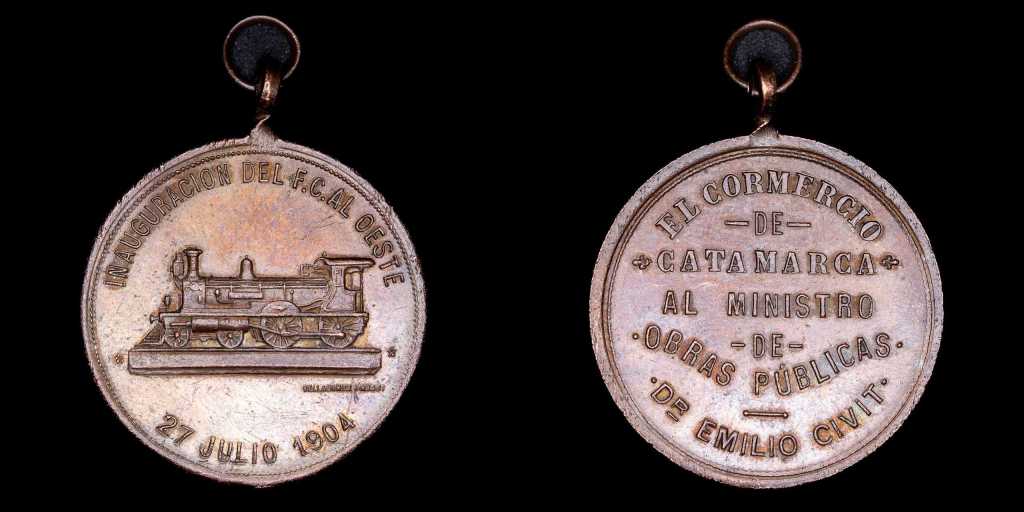 INAUGURACION DEL F.C. AL OESTE
27 JULIO 1904
EL CORMERCIO
—DE—
CATAMARCA
AL MINISTRO
-DE-
·OBRAS PÚBLICAS·
·DR EMILIO CIVIT·